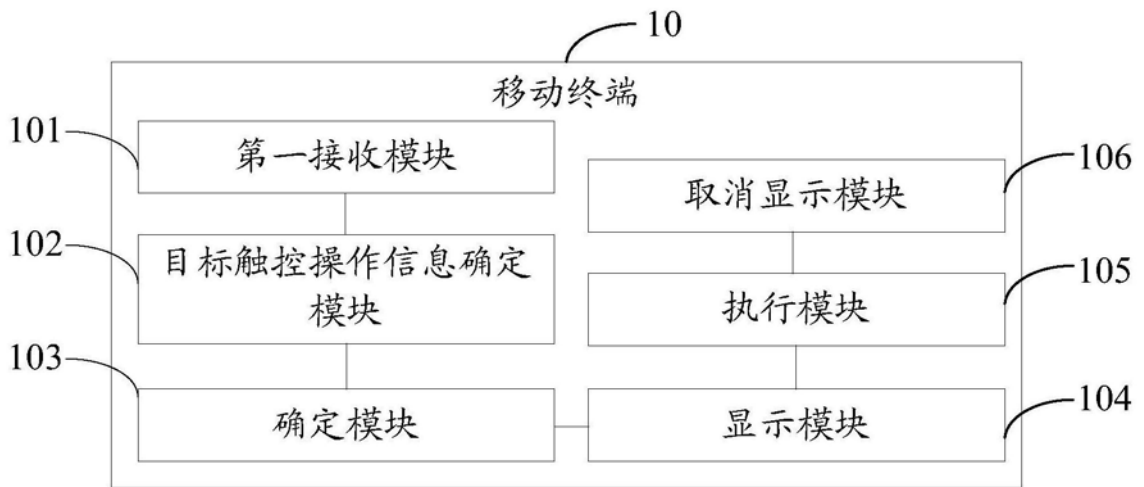 10
移动终端
101
第一接收模块
106
取消显示模块
102
目标触控操作信息确定
模块
105
执行模块
103
确定模块
显示模块
104